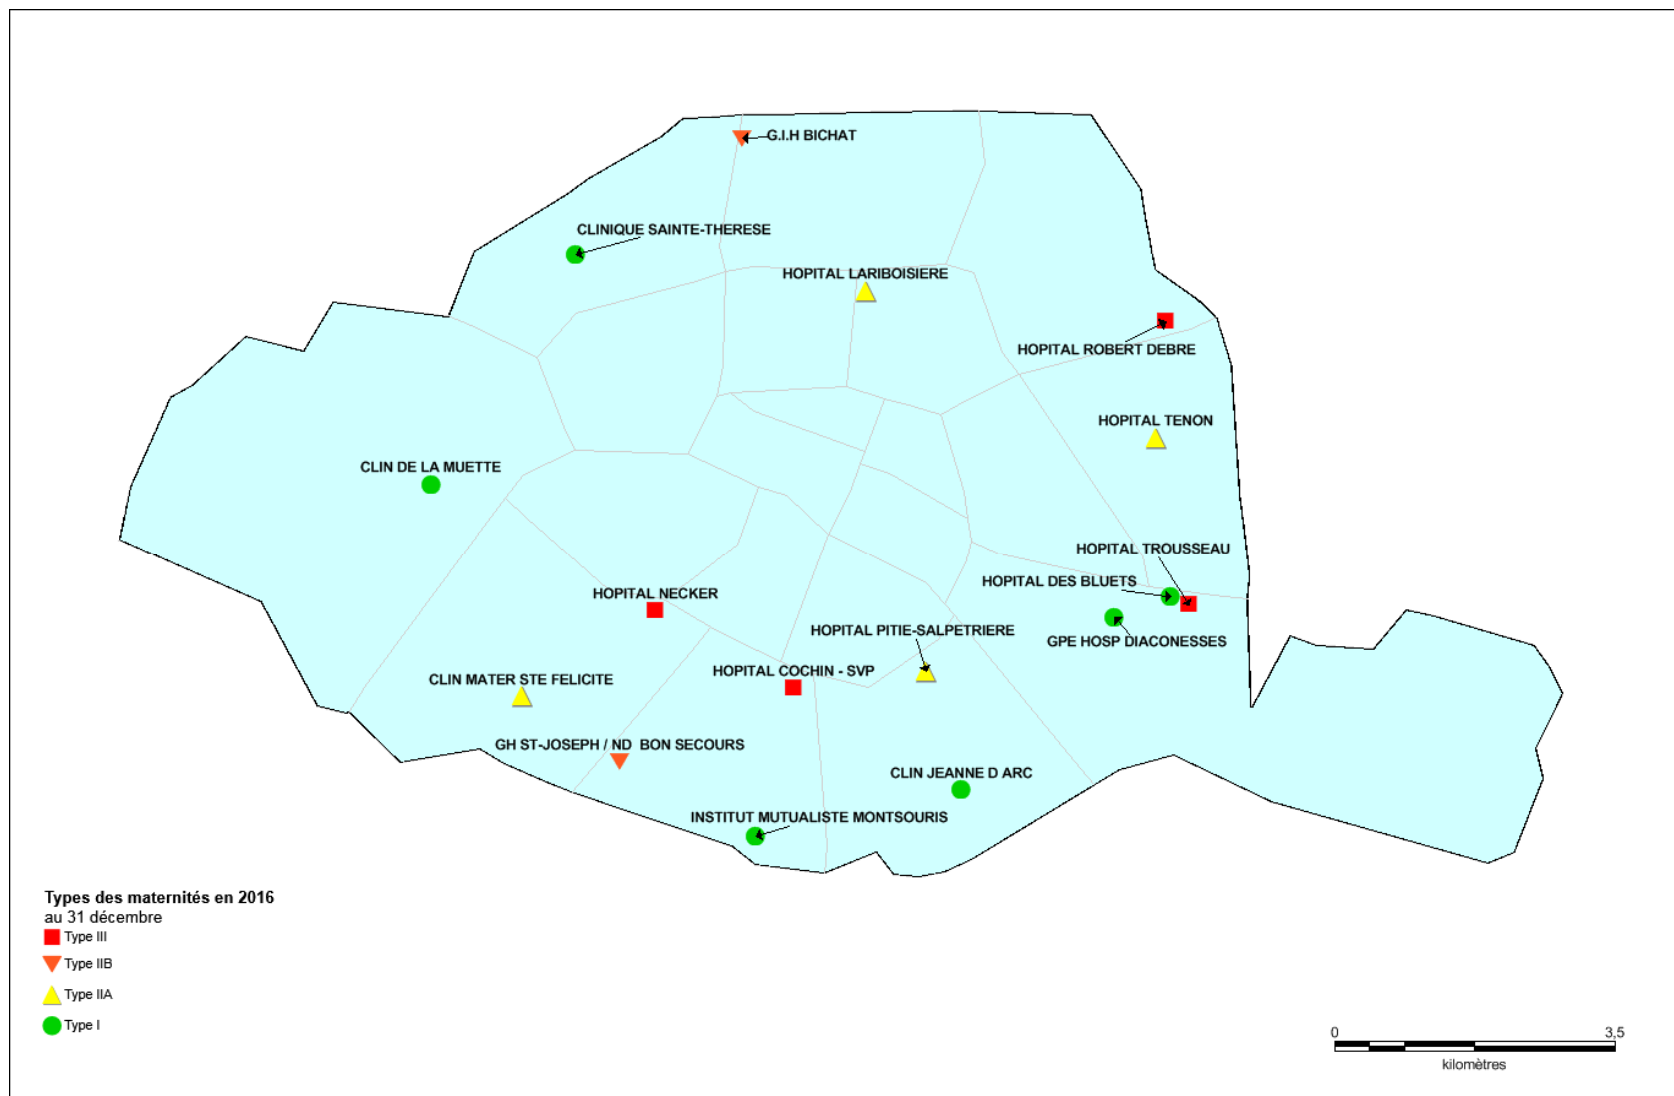 G.I.H BICHAT
CLINIQUE SAINTE-THERESE
HOPITAL LARIBOISIERE
HOPITAL ROBERT DEBRE
HOPITAL TENON
CLIN DE LA MUETTE
HOPITAL TROUSSEAU
HOPITAL DES BLUETS
HOPITAL NECKER
HOPITAL PITIE-SALPETRIERE
GPE HOSP DIACONESSES
HOPITAL COCHIN - SVP
CLIN MATER STE FELICITE
GH ST-JOSEPH / ND BON SECOURS
CLIN JEANNE D ARC
INSTITUT MUTUALISTE MONTSOURIS
Types des maternités en 2016
au 31 décembre
Type III
Type IIB
Type IIA
Type I
0 3,5
kilomètres